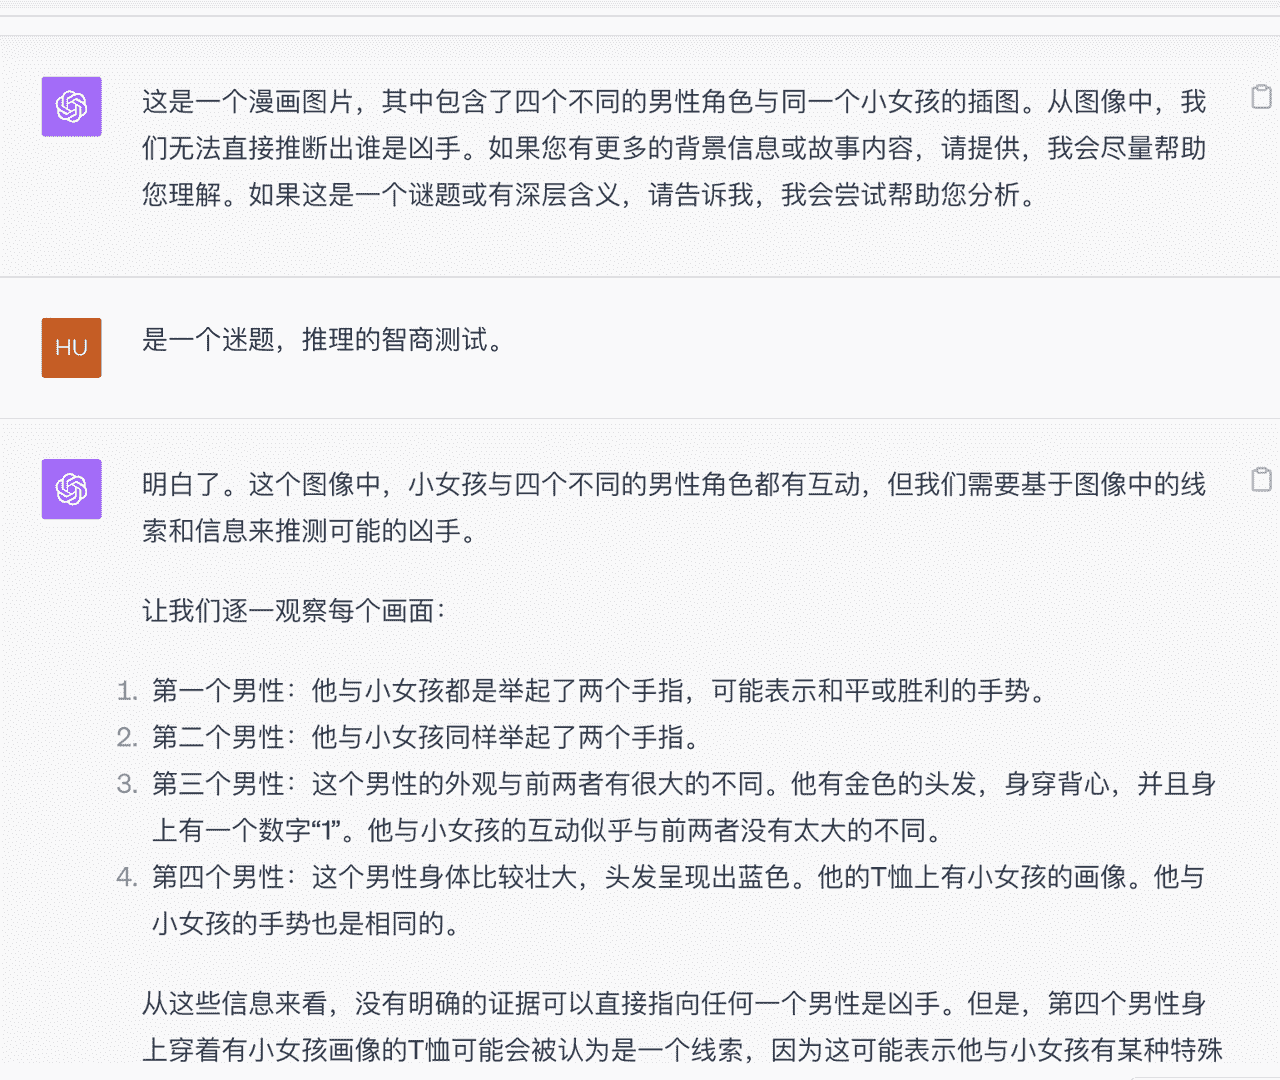 这是一个漫画图片，其中包含了四个不同的男性角色与同一个小女孩的插图。从图像中，我
们无法直接推断出谁是凶手。如果您有更多的背景信息或故事内容，请提供，我会尽量帮助
您理解。如果这是一个谜题或有深层含义，请告诉我，我会尝试帮助您分析。
HU
是一个迷题，推理的智商测试。
明白了。这个图像中，小女孩与四个不同的男性角色都有互动，但我们需要基于图像中的线
索和信息来推测可能的凶手。
让我们逐一观察每个画面：
1. 第一个男性：他与小女孩都是举起了两个手指，可能表示和平或胜利的手势。
2. 第二个男性：他与小女孩同样举起了两个手指。
3. 第三个男性：这个男性的外观与前两者有很大的不同。他有金色的头发，身穿背心，并且身
上有一个数字“1”。他与小女孩的互动似乎与前两者没有太大的不同。
4. 第四个男性：这个男性身体比较壮大，头发呈现出蓝色。他的T恤上有小女孩的画像。他与
小女孩的手势也是相同的。
从这些信息来看，没有明确的证据可以直接指向任何一个男性是凶手。但是，第四个男性身
上穿着有小女孩画像的T恤可能会被认为是一个线索，因为这可能表示他与小女孩有某种特殊